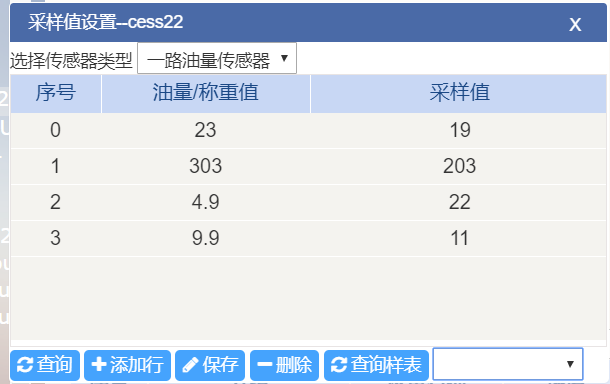 采样值设置--cess22 x
选择传感器类型 一路油量传感器
序号 油量/称重值 采样值
0 23 19
1 303 203
2 4.9 22
3 9.9 11
查询 添加行 保存 删除 查询样表